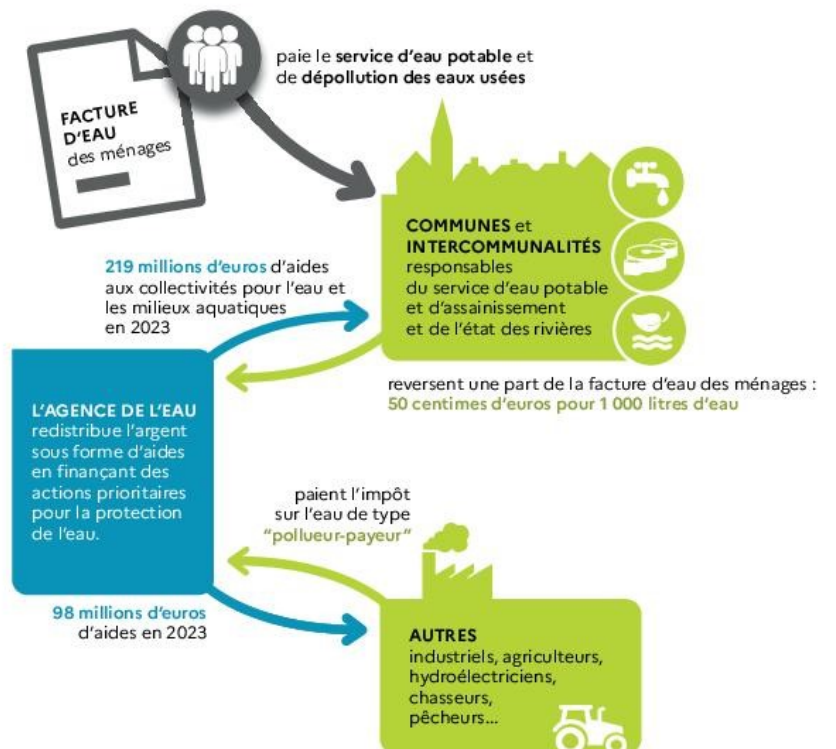 paie le service d'eau potable et
de dépollution des eaux usées
FACTURE
D'EAU
des ménages
COMMUNES et
INTERCOMMUNALITÉS
responsables
du service d'eau potable
et d'assainissement
et de l'état des rivières
219 millions d'euros d'aides
aux collectivités pour l'eau et
les milieux aquatiques
en 2023
reversent une part de la facture d'eau des ménages :
50 centimes d'euros pour 1 000 litres d'eau
L'AGENCE DE L'EAU
redistribue l'argent
sous forme d'aides
en finançant des
actions prioritaires
pour la protection
de l'eau.
paient l'impôt
sur l'eau de type
"pollueur-payeur"
98 millions d'euros
d'aides en 2023
AUTRES
industriels, agriculteurs,
hydroélectriciens,
chasseurs,
pêcheurs...